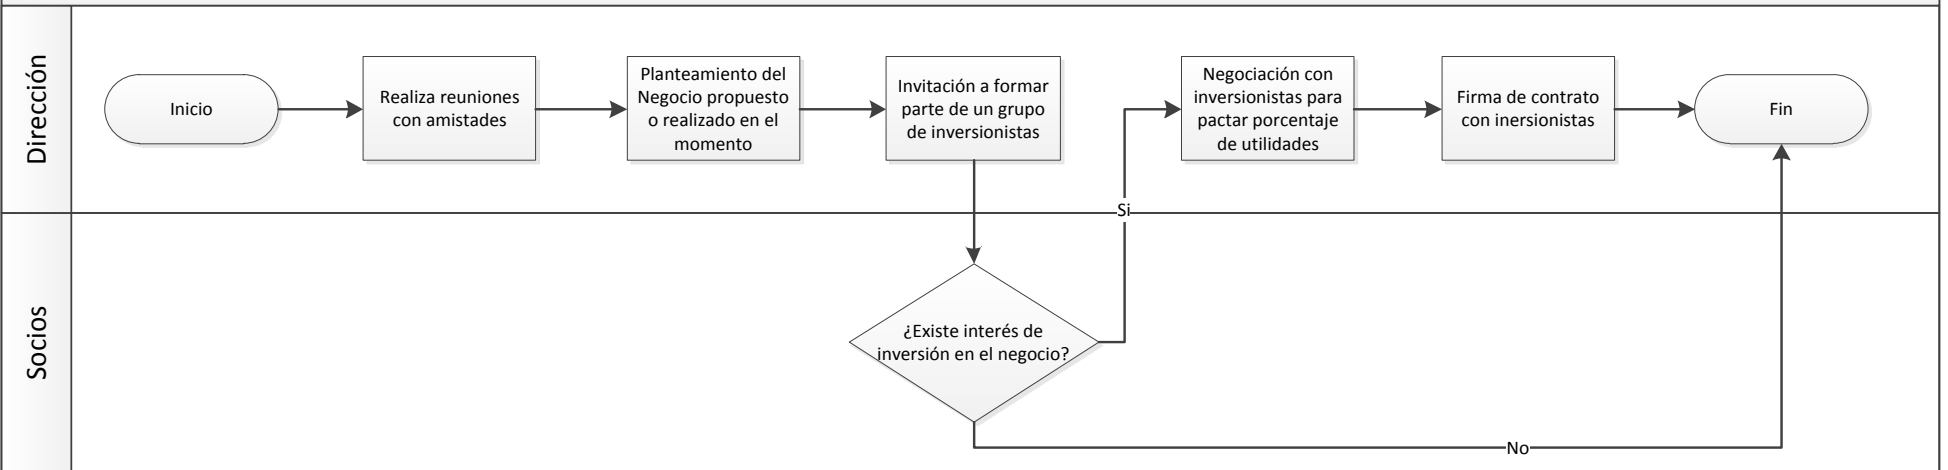 Dirección
Inicio
Realiza reuniones
con amistades
Planteamiento del
Negocio propuesto
o realizado en el
momento
Invitación a formar
parte de un grupo
de inversionistas
Negociación con
inversionistas para
pactar porcentaje
de utilidades
Firma de contrato
con inersionistas
Fin
Si
Socios
¿Existe interés de
inversión en el negocio?
No